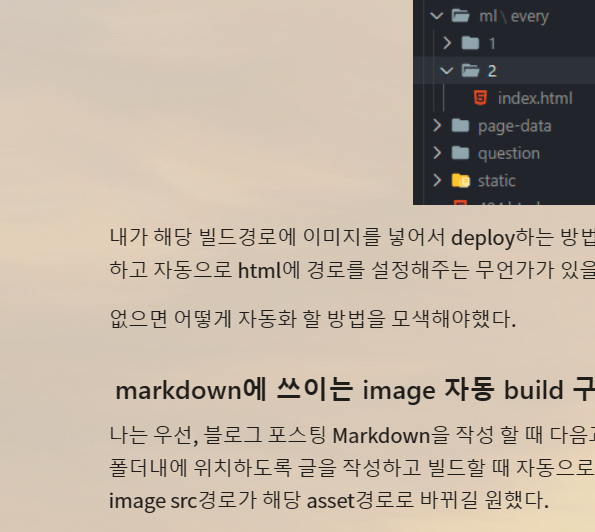 ml \ every
1
2
index.html
page-data
question
static
내가 해당 빌드경로에 이미지를 넣어서 deploy하는 방법
하고 자동으로 html에 경로를 설정해주는 무언가가 있을
없으면 어떻게 자동화 할 방법을 모색해야했다.
markdown에 쓰이는 image 자동 build 구
나는 우선, 블로그 포스팅 Markdown을 작성 할 때 다음과
폴더내에 위치하도록 글을 작성하고 빌드할 때 자동으로
image src경로가 해당 asset경로로 바뀌길 원했다.